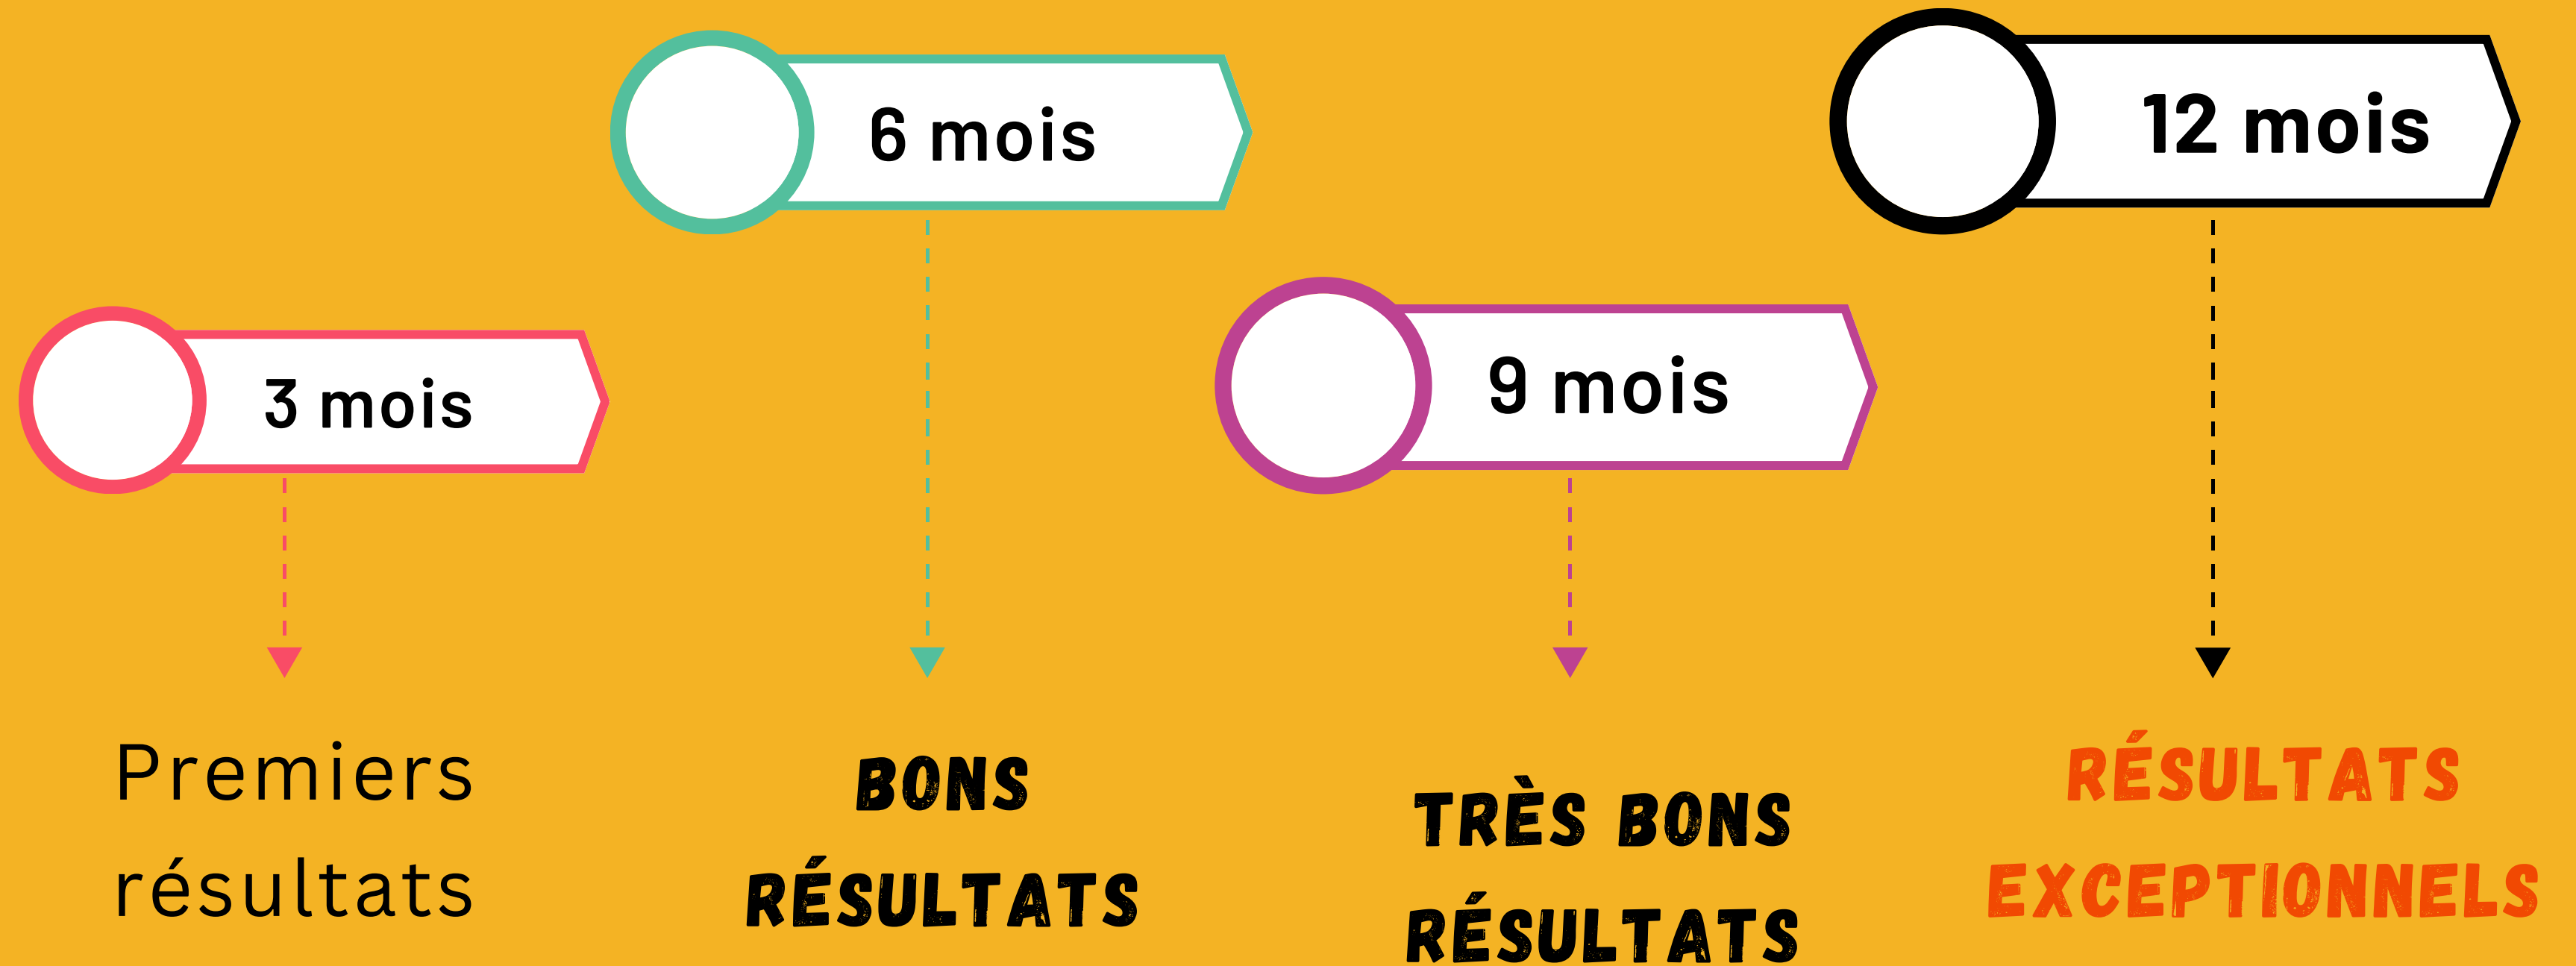 3 mois
Premiers
résultats
6 mois
BONS
RÉSULTATS
9 mois
TRÈS BONS
RÉSULTATS
12 mois
RÉSULTATS
EXCEPTIONNELS